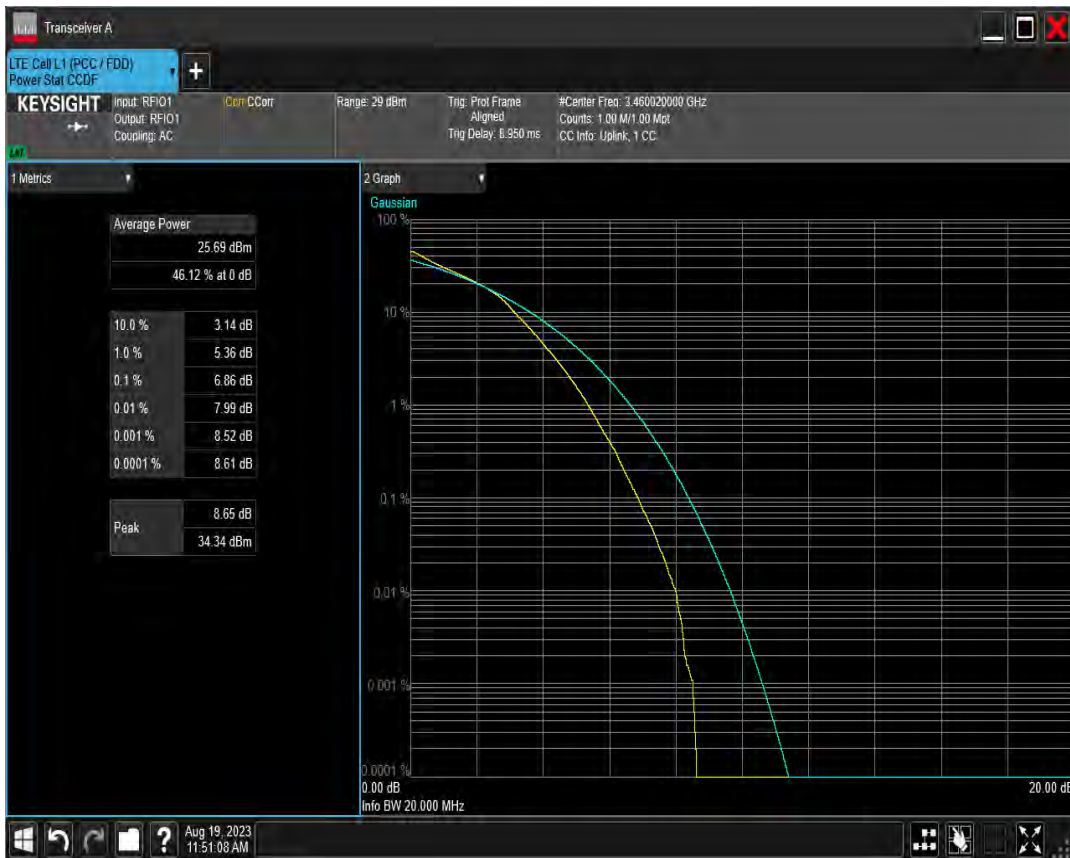 Transceiver A
LTE Cell L1 (PCC / FDD)
Power Stat CCDF
+
KEYSIGHT
Input: RFIO1
Output: RFIO1
Coupling: AC
Corr CCorr
Range: 29 dBm
Trig: Prot Frame
Aligned
Trig Delay: 8.950 ms
#Center Freq: 3.460020000 GHz
Counts: 1.00 M/1.00 Mpt
CC Info: Uplink, 1 CC
1 Metrics
Average Power
25.69 dBm
46.12 % at 0 dB
10.0 % 3.14 dB
1.0 % 5.36 dB
0.1 % 6.86 dB
0.01 % 7.99 dB
0.001 % 8.52 dB
0.0001 % 8.61 dB
Peak
8.65 dB
34.34 dBm
2 Graph
Gaussian
100 %
10 %
1 %
0.1 %
0.01 %
0.001 %
0.0001 %
0.00 dB
20.00 dB
Info BW 20.000 MHz
?
Aug 19, 2023
11:51:08 AM